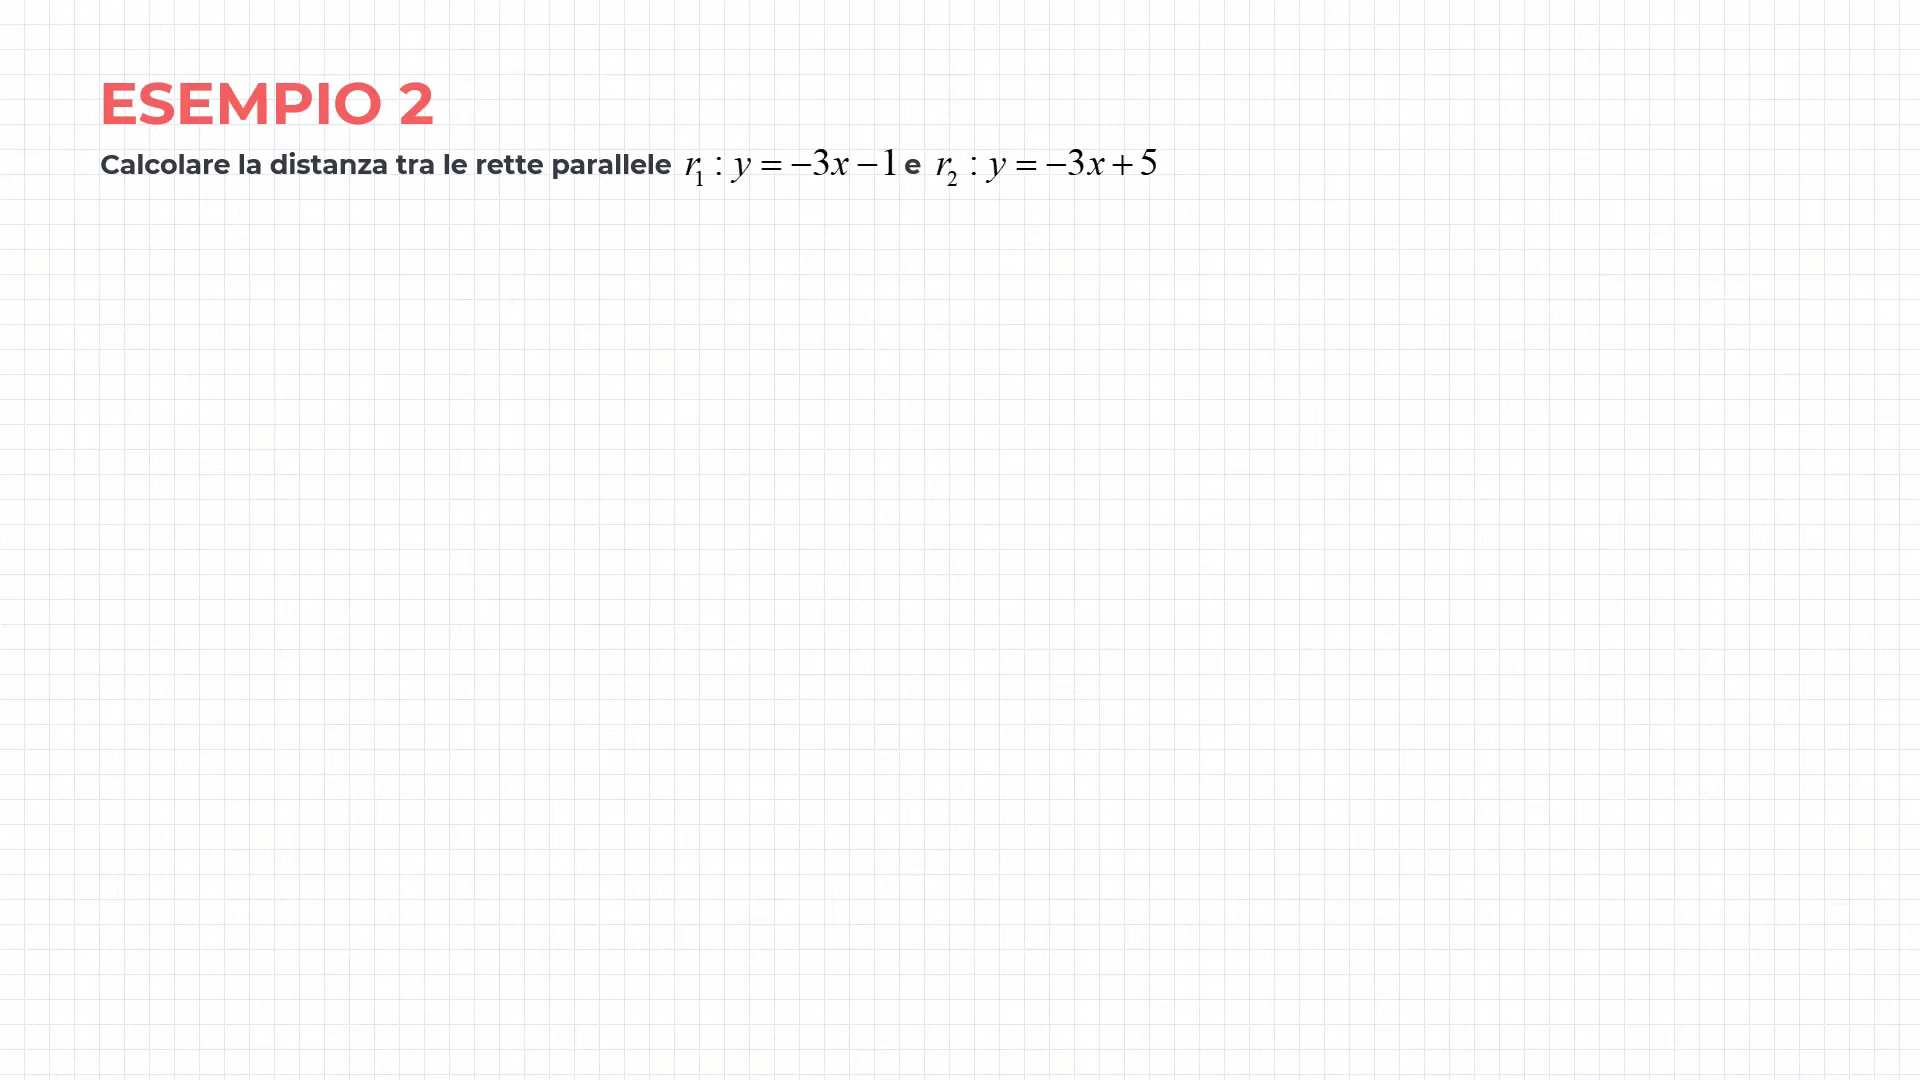 ESEMPIO 2
Calcolare la distanza tra le rette parallele r₁ : y = −3x − 1 e r₂ : y = −3x + 5